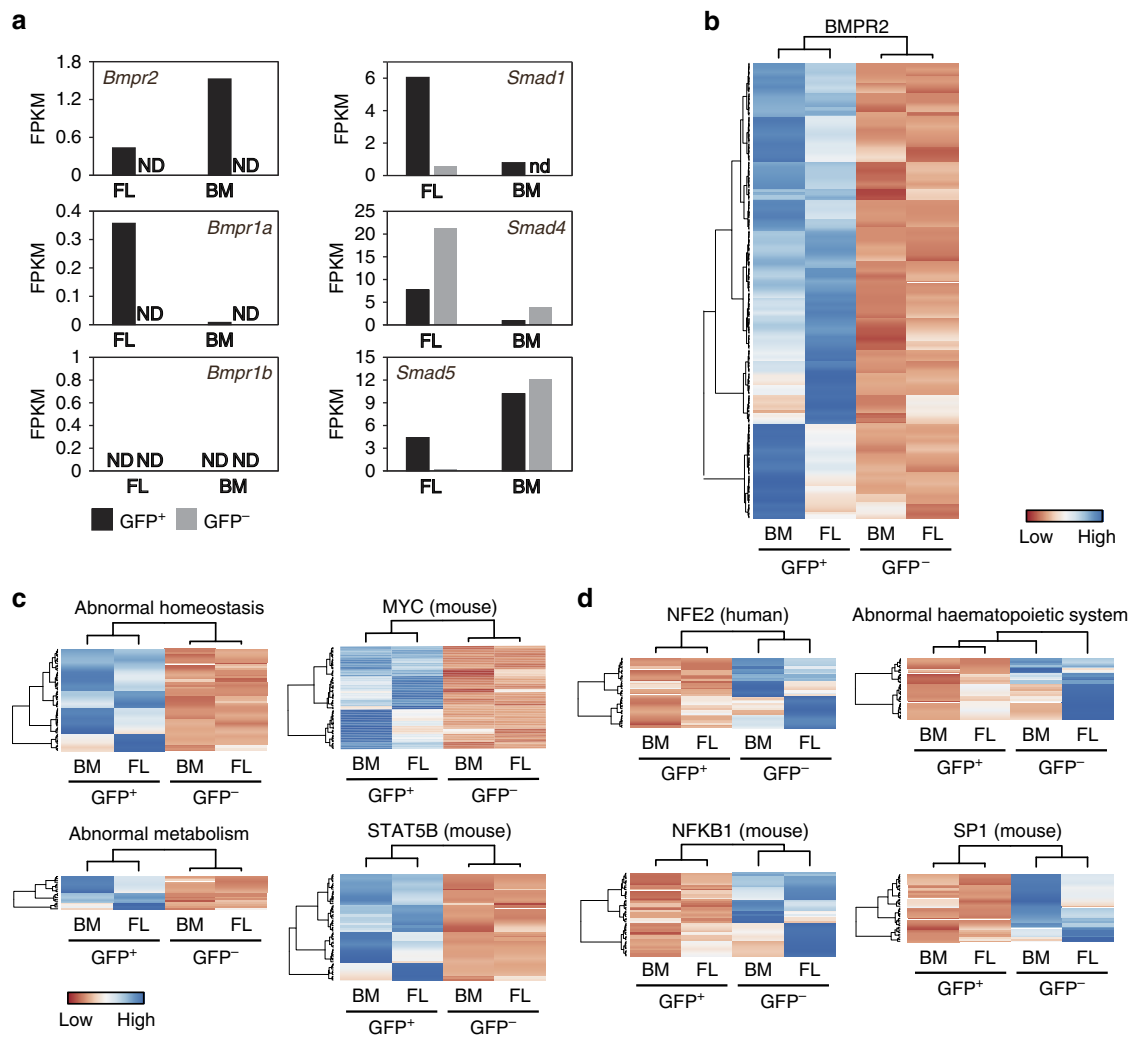 a
Bmpr2
FPKM
1.8
1.2
0.6
0
ND
ND
FL
BM
Smad1
FPKM
6
4
2
0
nd
FL
BM
Bmpr1a
FPKM
0.4
0.3
0.2
0.1
0
ND
ND
FL
BM
Smad4
FPKM
25
20
15
10
5
0
FL
BM
Bmpr1b
FPKM
1
0.8
0.6
0.4
0.2
0
ND ND
ND ND
FL
BM
Smad5
FPKM
15
12
9
6
3
0
FL
BM
GFP+
GFP−
b
BMPR2
BM FL BM FL
GFP+
GFP−
Low High
c
Abnormal homeostasis
BM FL BM FL
GFP+ GFP−
MYC (mouse)
BM FL BM FL
GFP+ GFP−
Abnormal metabolism
BM FL BM FL
GFP+ GFP−
STAT5B (mouse)
BM FL BM FL
GFP+ GFP−
Low High
d
NFE2 (human)
BM FL BM FL
GFP+ GFP−
Abnormal haematopoietic system
BM FL BM FL
GFP+ GFP−
NFKB1 (mouse)
BM FL BM FL
GFP+ GFP−
SP1 (mouse)
BM FL BM FL
GFP+ GFP−